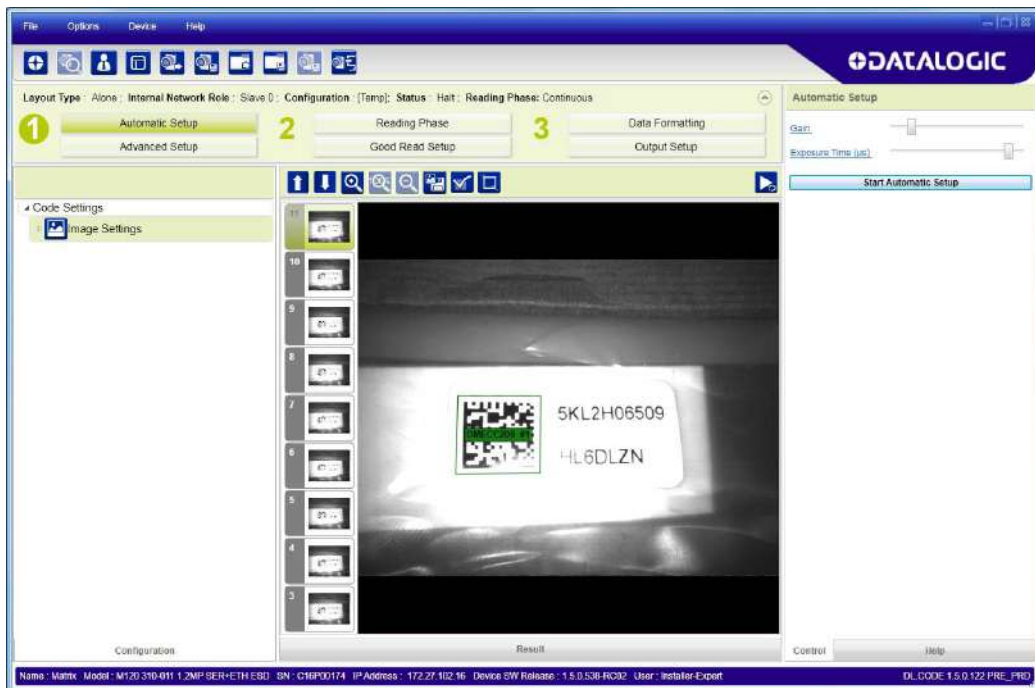 File Options Device Help
DATALOGIC
Layout Type : Alone : Internal Network Role : Slave 0 : Configuration : [Temp]: Status : Halt : Reading Phase: Continuous
Automatic Setup
1 Automatic Setup 2 Reading Phase 3 Data Formatting
Advanced Setup Good Read Setup Output Setup
Gain
Exposure Time (µs)
Start Automatic Setup
Code Settings
Image Settings
11
10
9
8
7
6
5
4
3
5KL2H06509
HL6DLZN
Configuration Result Control Help
Name : Matrix Model : M120 310-011 1.2MP SER+ETH ESD SN : C16P00174 IP Address : 172.27.102.16 Device SW Release : 1.5.0.530-RC02 User : Installer-Expert DL.CODE 1.5.0.122 PRE_PRD